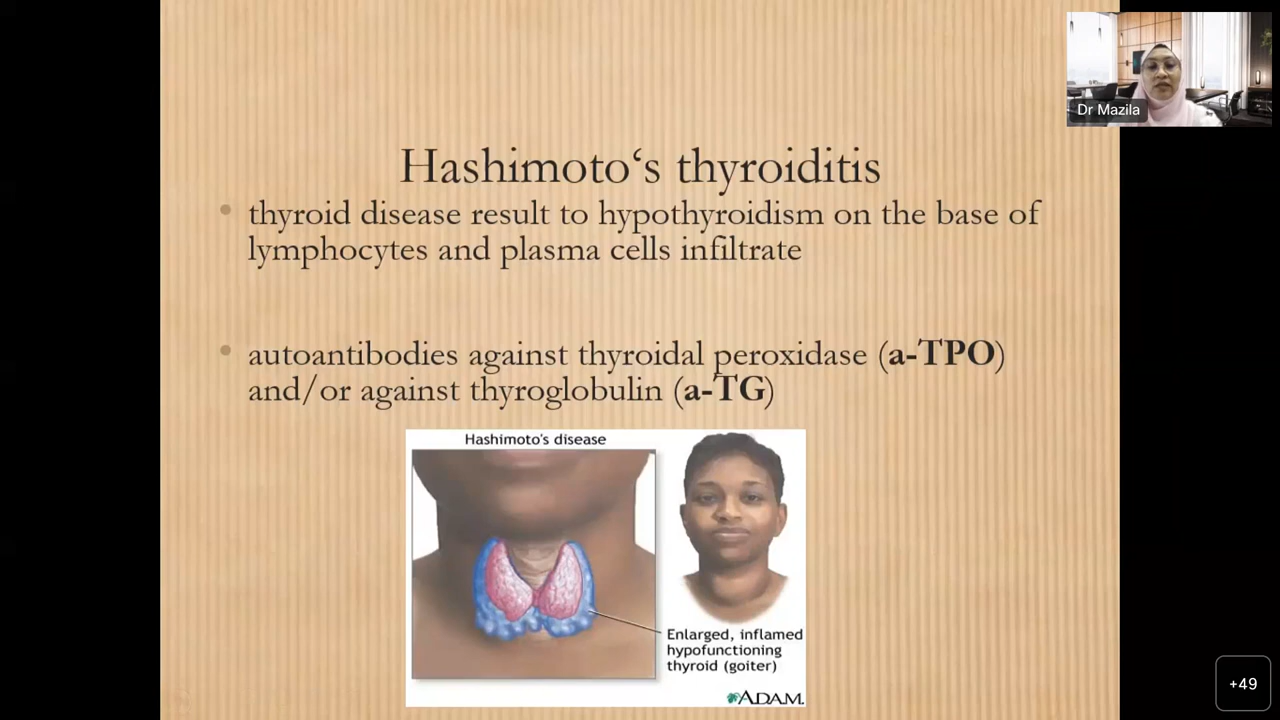 Dr Mazila
Hashimoto‘s thyroiditis
• thyroid disease result to hypothyroidism on the base of
lymphocytes and plasma cells infiltrate
• autoantibodies against thyroidal peroxidase (a-TPO)
and/or against thyroglobulin (a-TG)
Hashimoto's disease
Enlarged, inflamed
hypofunctioning
thyroid (goiter)
ADAM.
+49